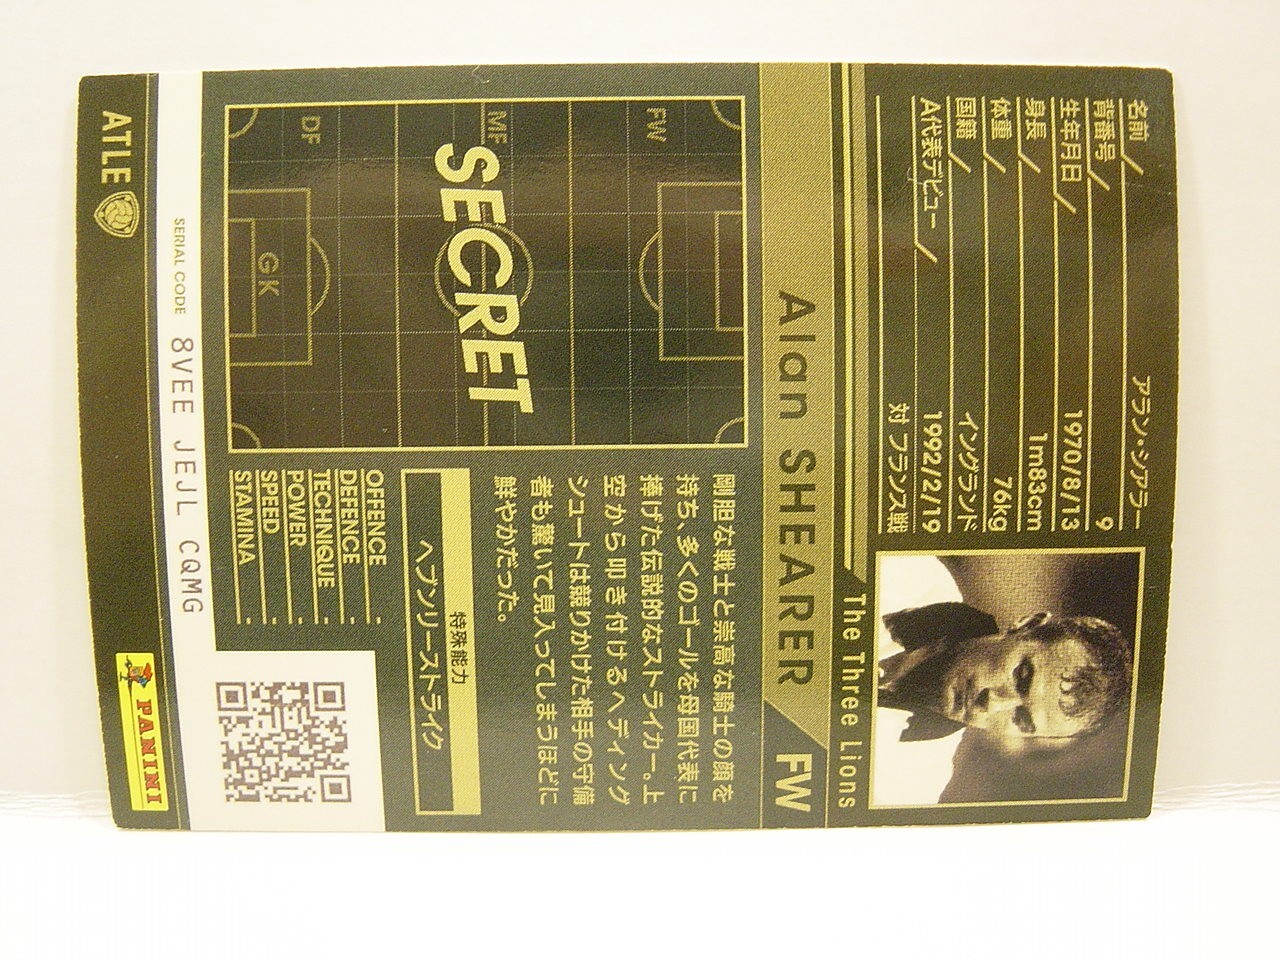 名前 アラン・シアラー
背番号 9
生年月日 1970/8/13
身長 1m83cm
体重 76kg
国籍 イングランド
A代表デビュー 1992/2/19
対 フランス戦
The Three Lions
Alan SHEARER FW
FW
MF
SECRET
DF
GK
剛胆な戦士と崇高な騎士の顔を
持ち、多くのゴールを母国代表に
捧げた伝説的なストライカー。上
空から叩き付けるヘディング
シュートは競りかけた相手の守備
者も驚いて見入ってしまうほどに
鮮やかだった。
特殊能力
ヘブンリーストライク
OFFENCE -
DEFENCE -
TECHNIQUE -
POWER -
SPEED -
STAMINA -
SERIAL CODE 8VEE JEJL CQMG
ATLE
PANINI